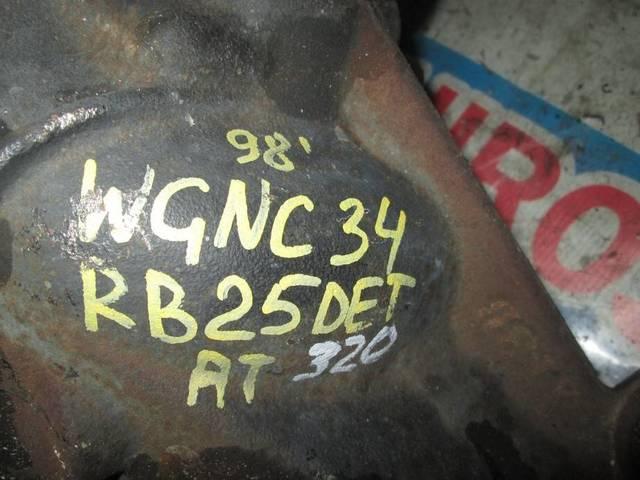 98'
WGNC34
RB25DET
AT 320